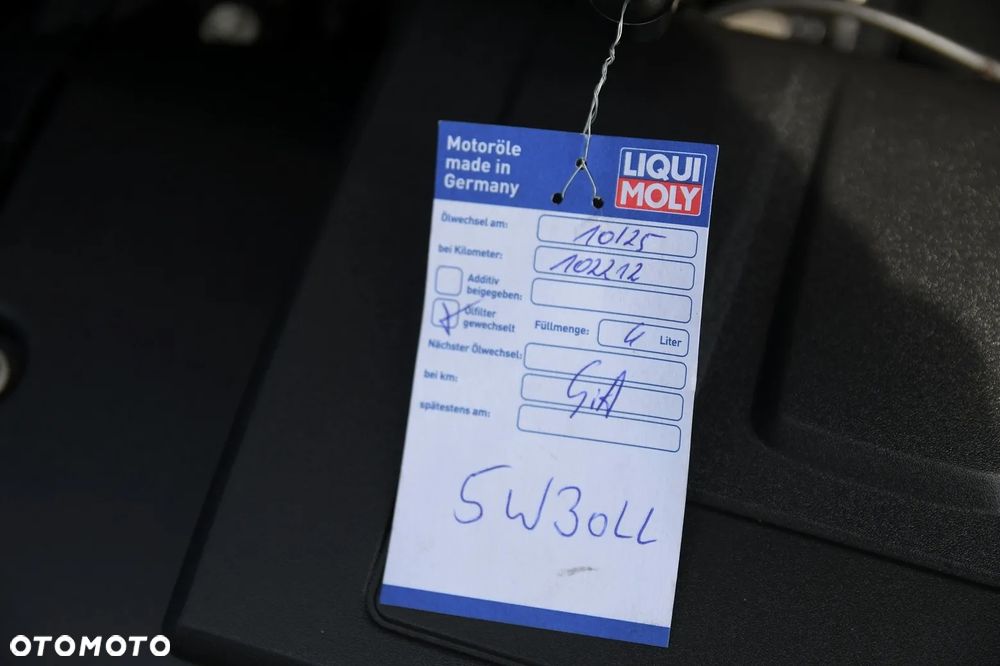 Motoröle
made in
Germany
LIQUI
MOLY
Ölwechsel am: 10/25
bei Kilometer: 102212
Additiv
beigegeben:
Ölfilter
gewechselt
Füllmenge: 4 Liter
Nächster Ölwechsel:
bei km:
spätestens am:
5W30LL
OTOMOTO